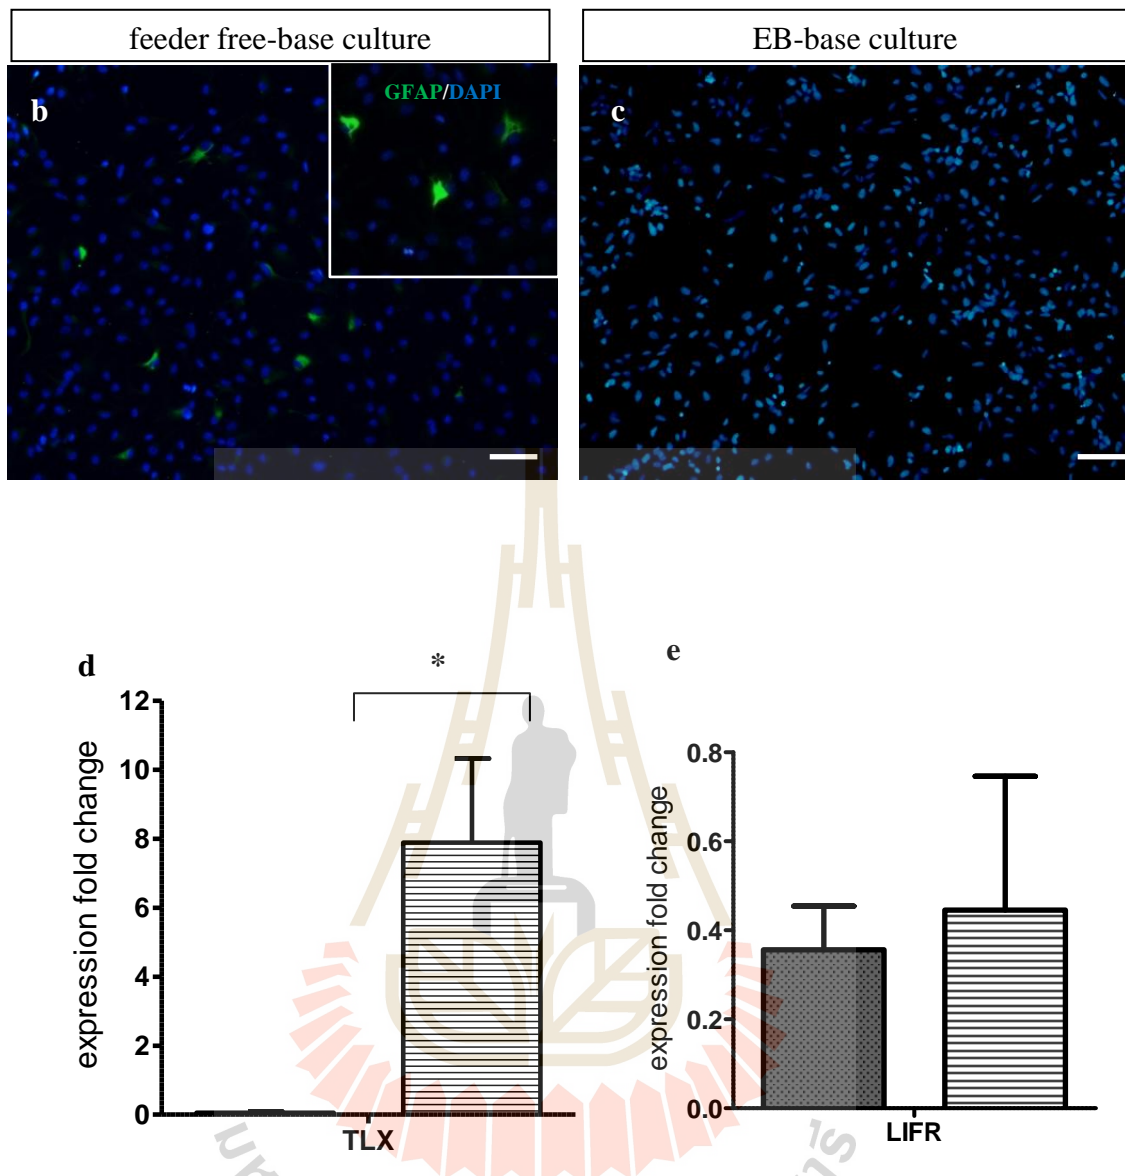 feeder free-base culture
EB-base culture
b
GFAP/DAPI
c
d
*
e
expression fold change
12
10
8
6
4
2
0
TLX
expression fold change
0.8
0.6
0.4
0.2
0.0
LIFR